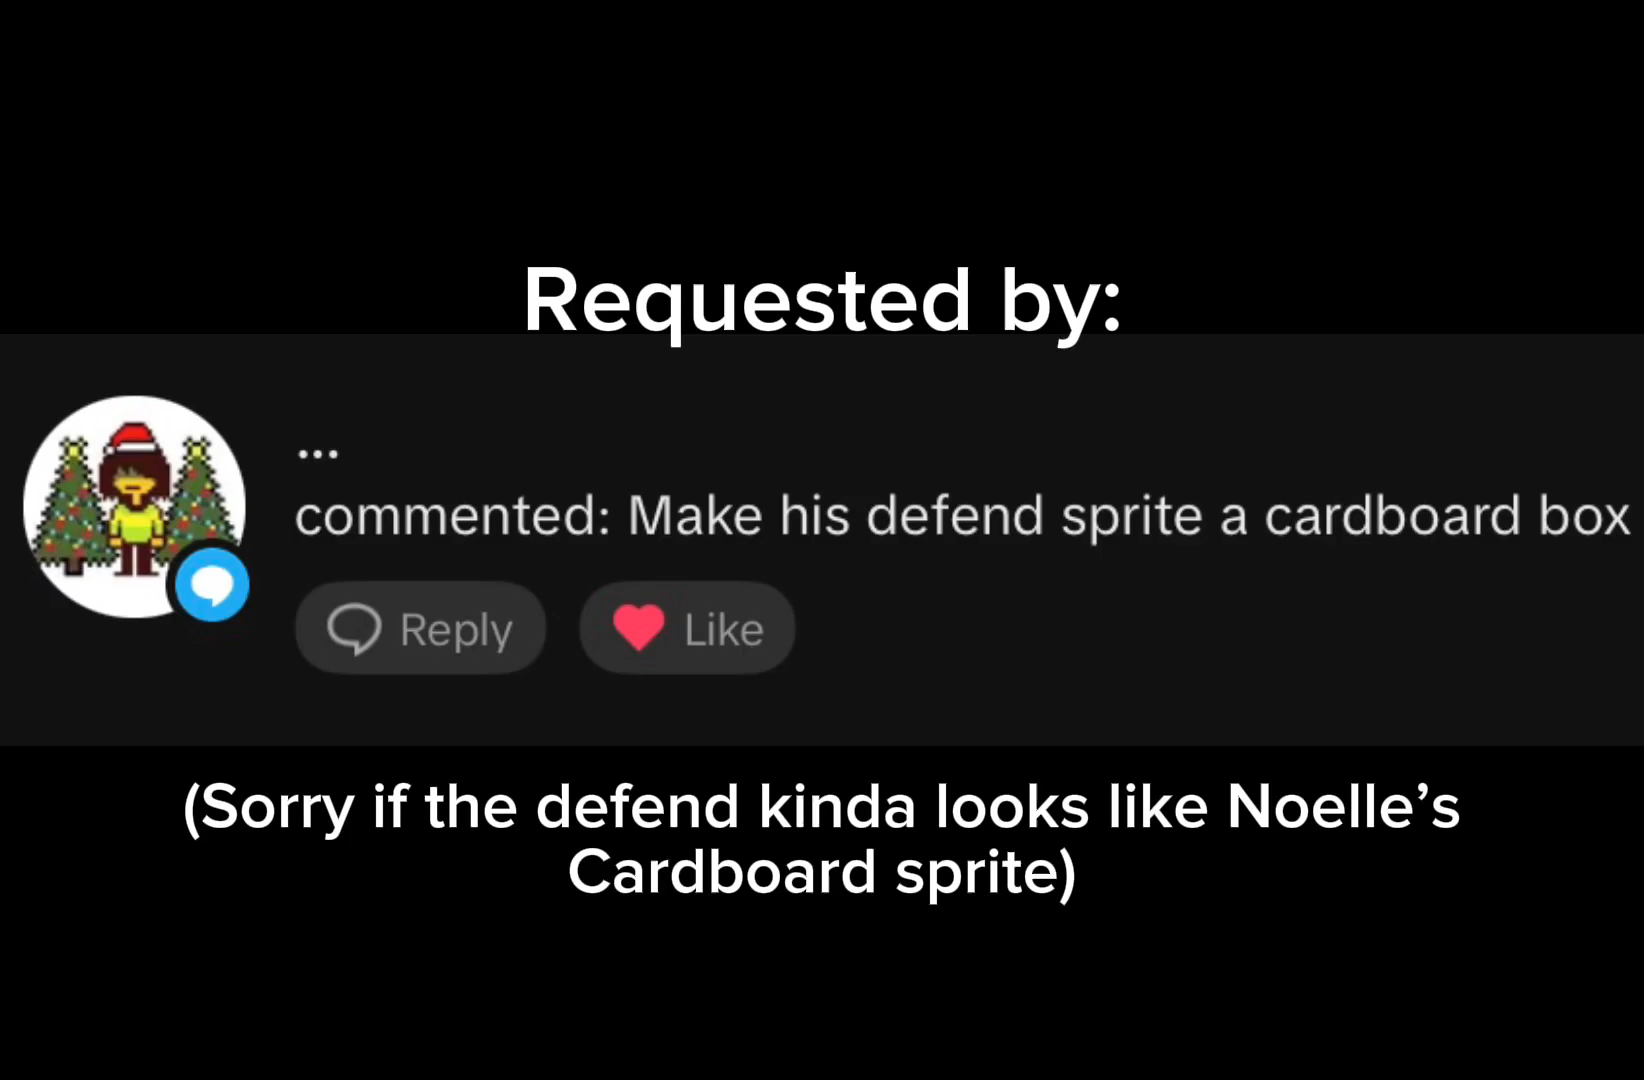 Requested by:
...
commented: Make his defend sprite a cardboard box
Reply
Like
(Sorry if the defend kinda looks like Noelle’s
Cardboard sprite)